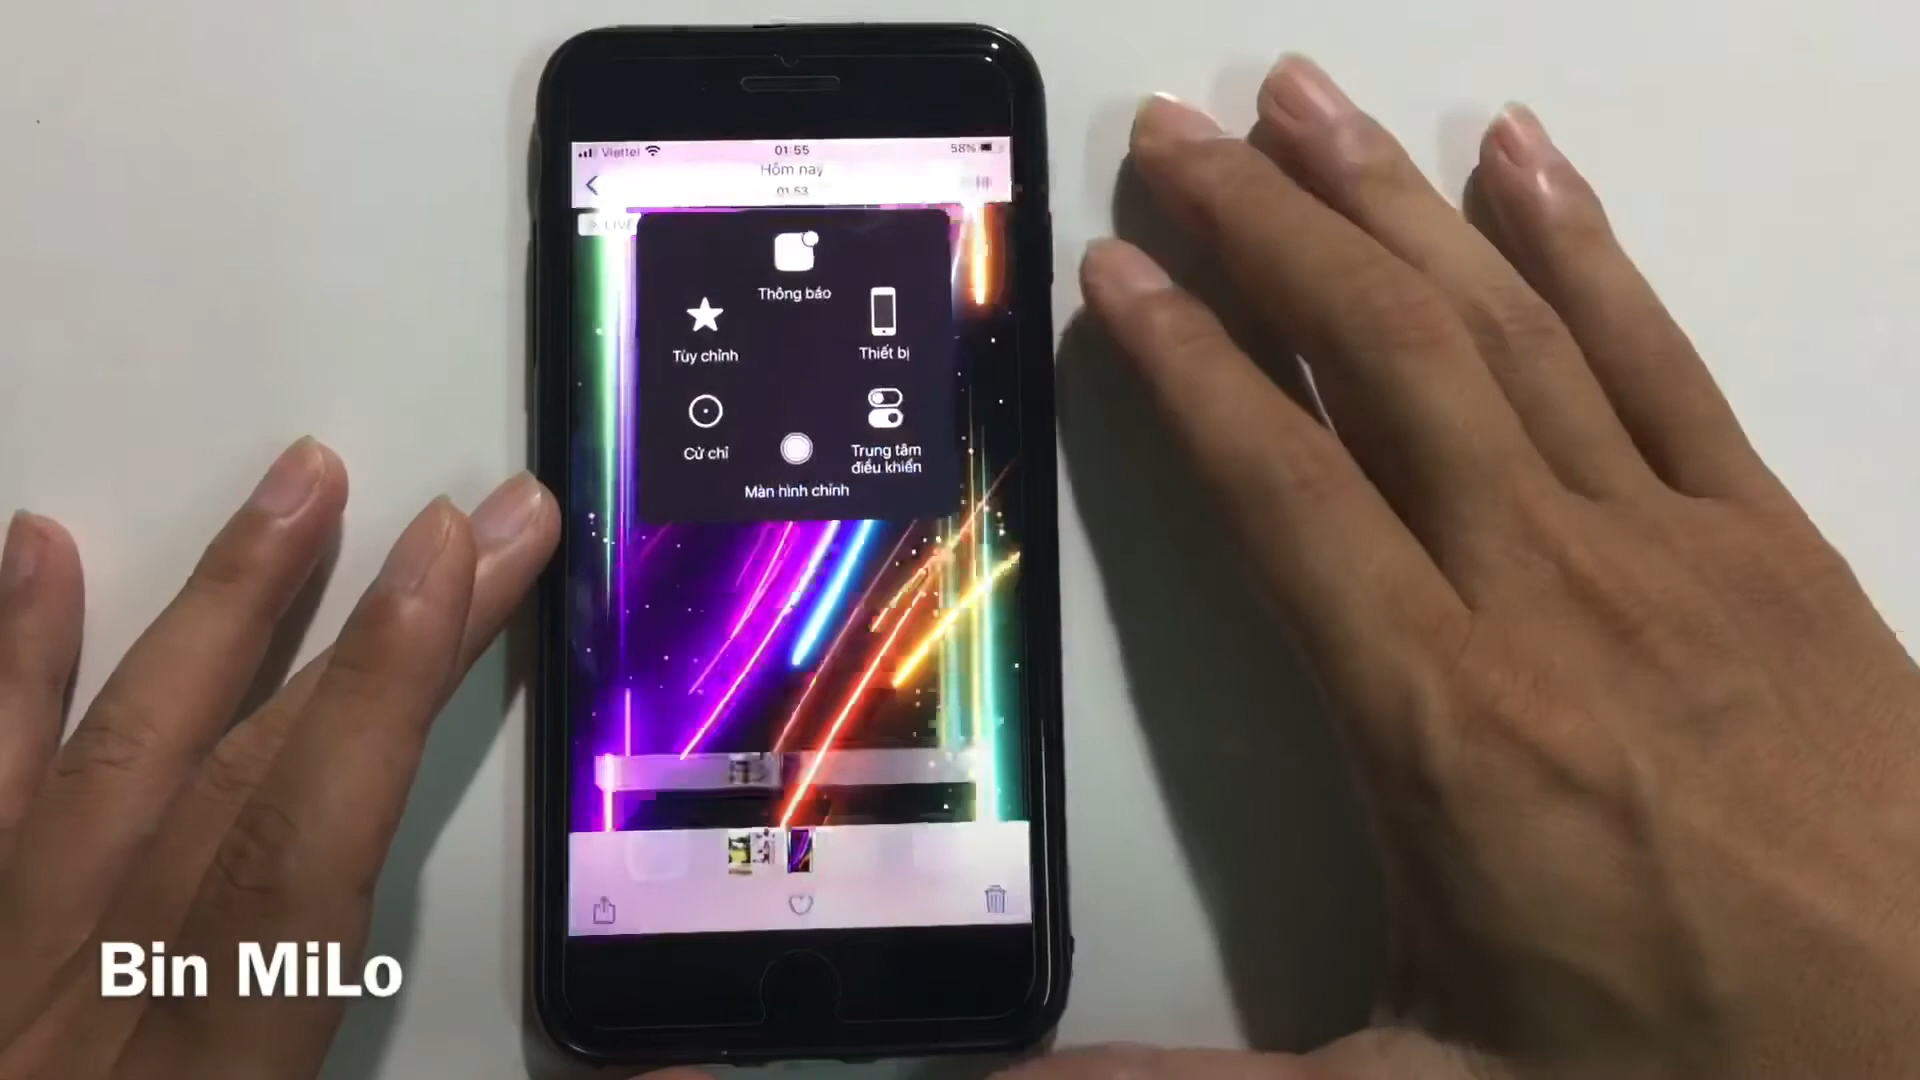 Viettel
01:55
58%
Hôm nay
01:53
LIVE
Thông báo
Tùy chỉnh
Thiết bị
Cử chỉ
Trung tâm
điều khiển
Màn hình chính
Bin MiLo